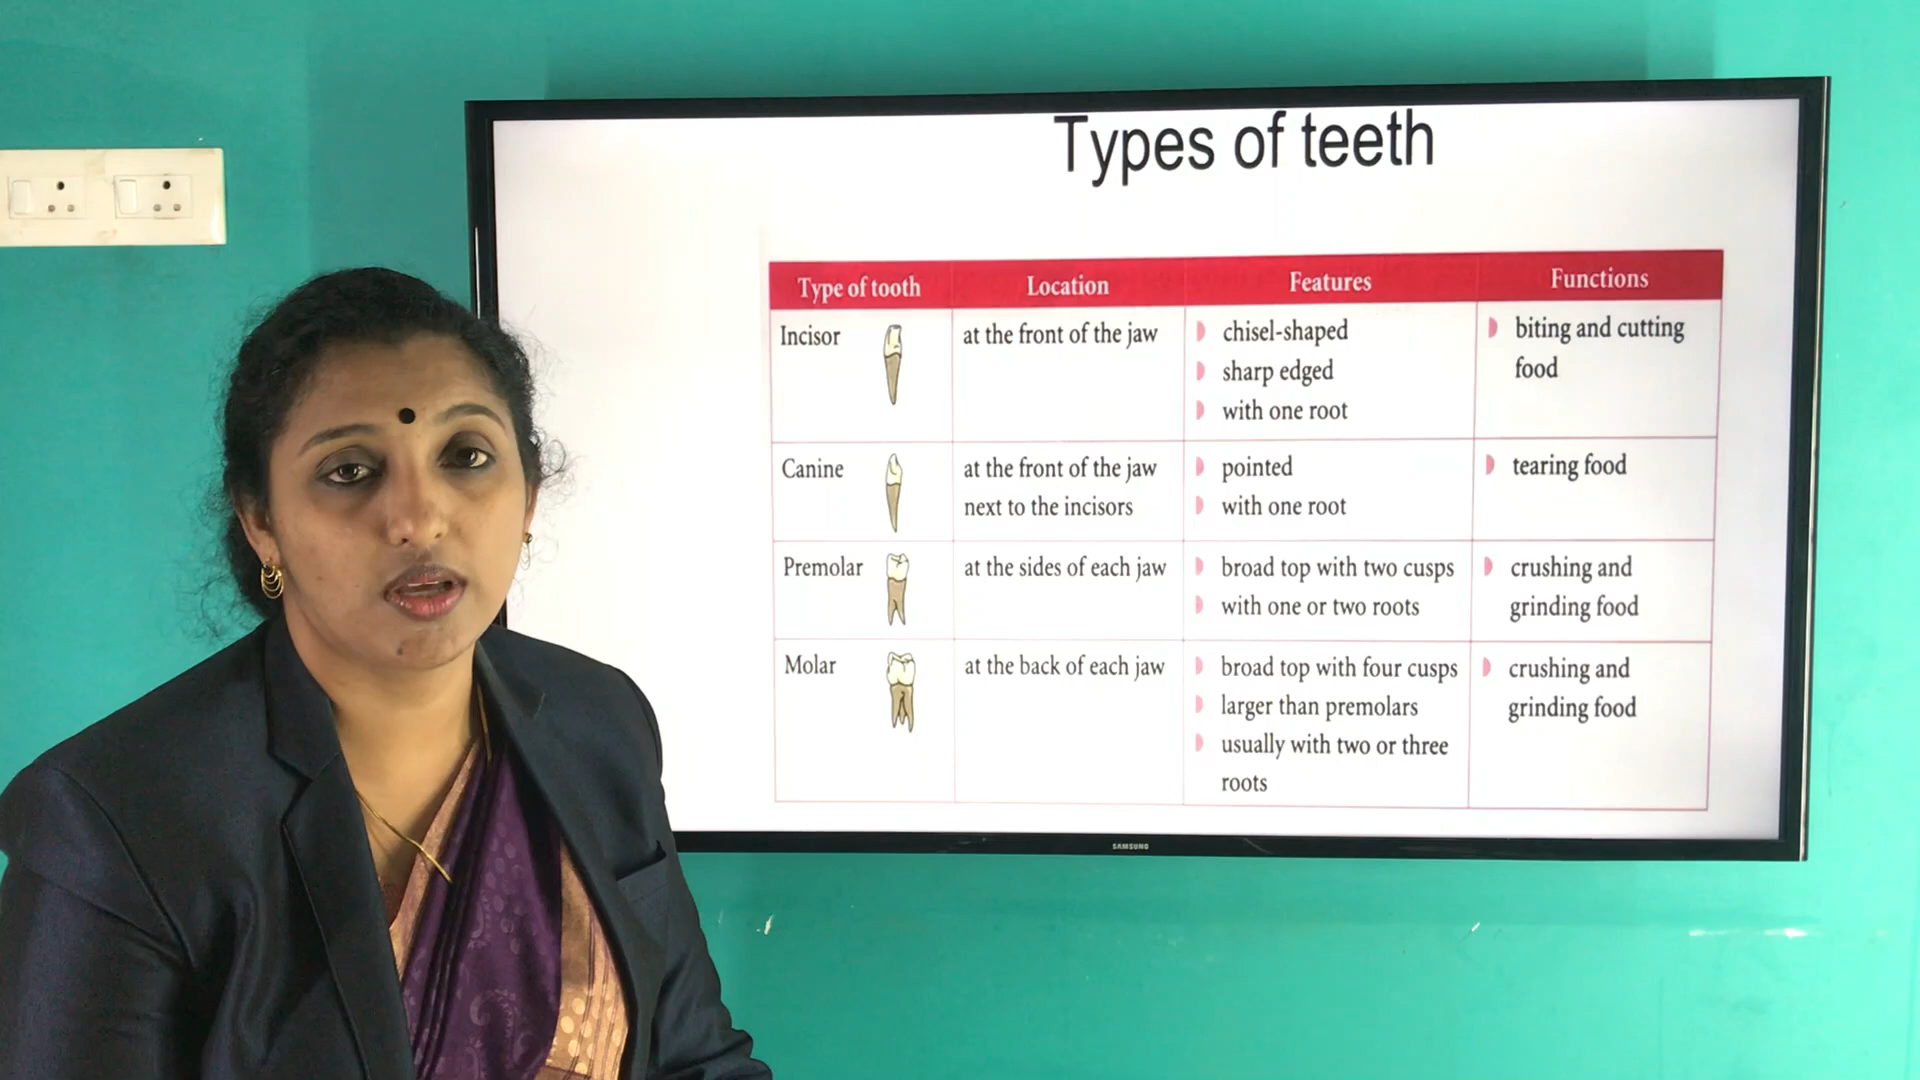 Types of teeth
Type of tooth Location Features Functions
Incisor at the front of the jaw chisel-shaped biting and cutting
sharp edged food
with one root
Canine at the front of the jaw pointed tearing food
next to the incisors with one root
Premolar at the sides of each jaw broad top with two cusps crushing and
with one or two roots grinding food
Molar at the back of each jaw broad top with four cusps crushing and
larger than premolars grinding food
usually with two or three
roots
SAMSUNG